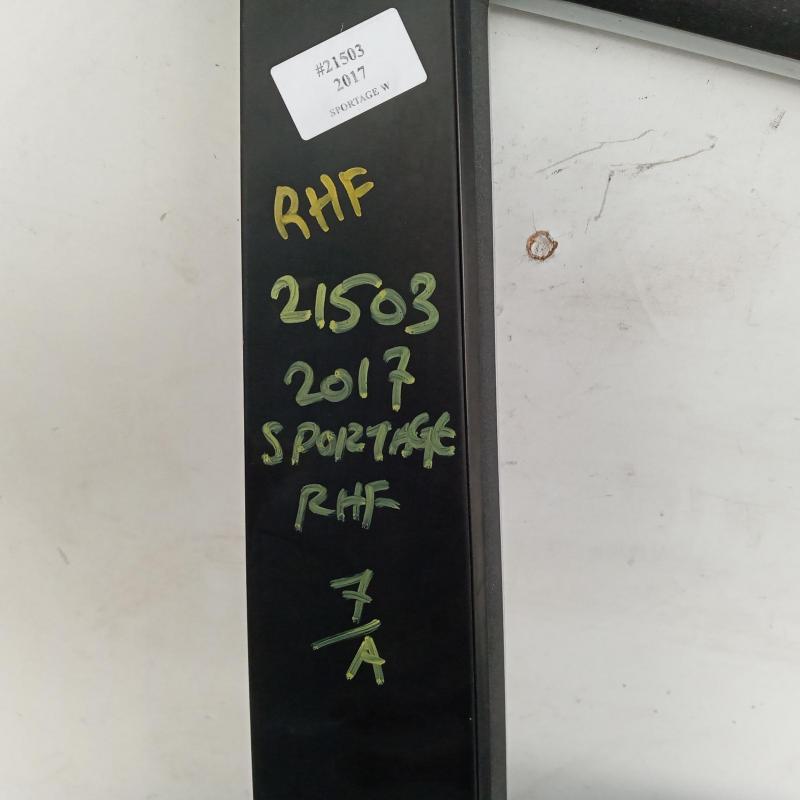 #21503
2017
SPORTAGE W
RHF
21503
2017
SPORTAGE
RHF
7
A